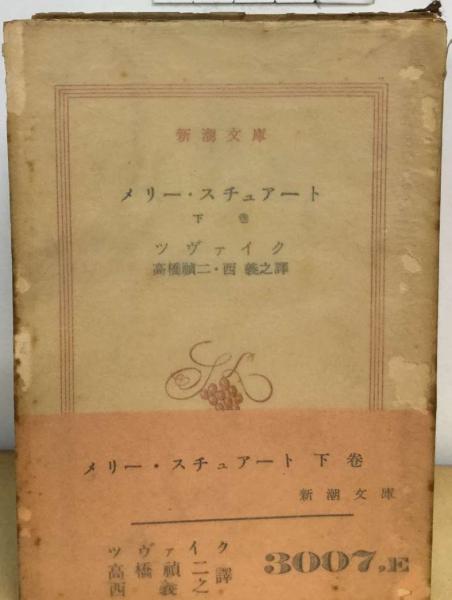 新潮文庫
メリー・スチュアート
下巻
ツヴァイク
高橋禎二・西 義之譯
メリー・スチュアート 下巻
新潮文庫
ツヴァイク
高橋禎二
西義之
譯
3007,E